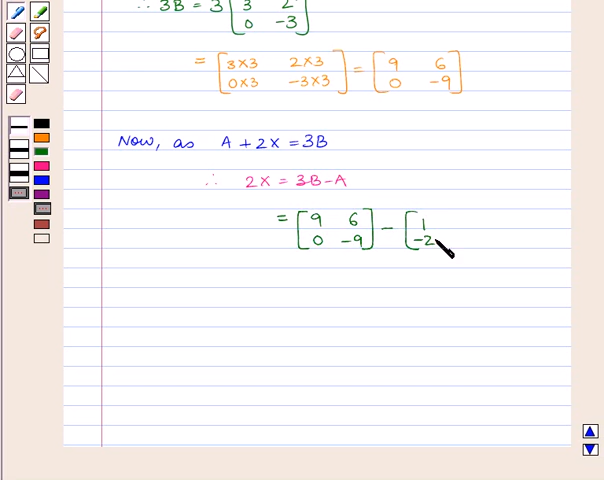 ∴ 3B = 3 [3 2
0 -3]
= [3×3 2×3
0×3 -3×3] = [9 6
0 -9]
Now, as A + 2X = 3B
∴ 2X = 3B - A
= [9 6
0 -9] - [1
-2